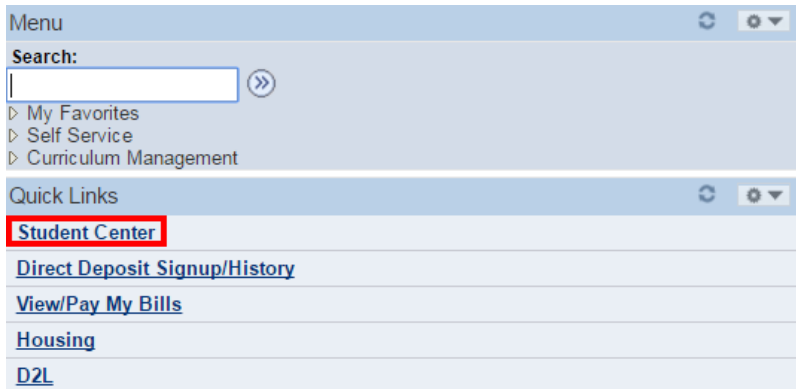 Menu
Search:
My Favorites
Self Service
Curriculum Management
Quick Links
Student Center
Direct Deposit Signup/History
View/Pay My Bills
Housing
D2L